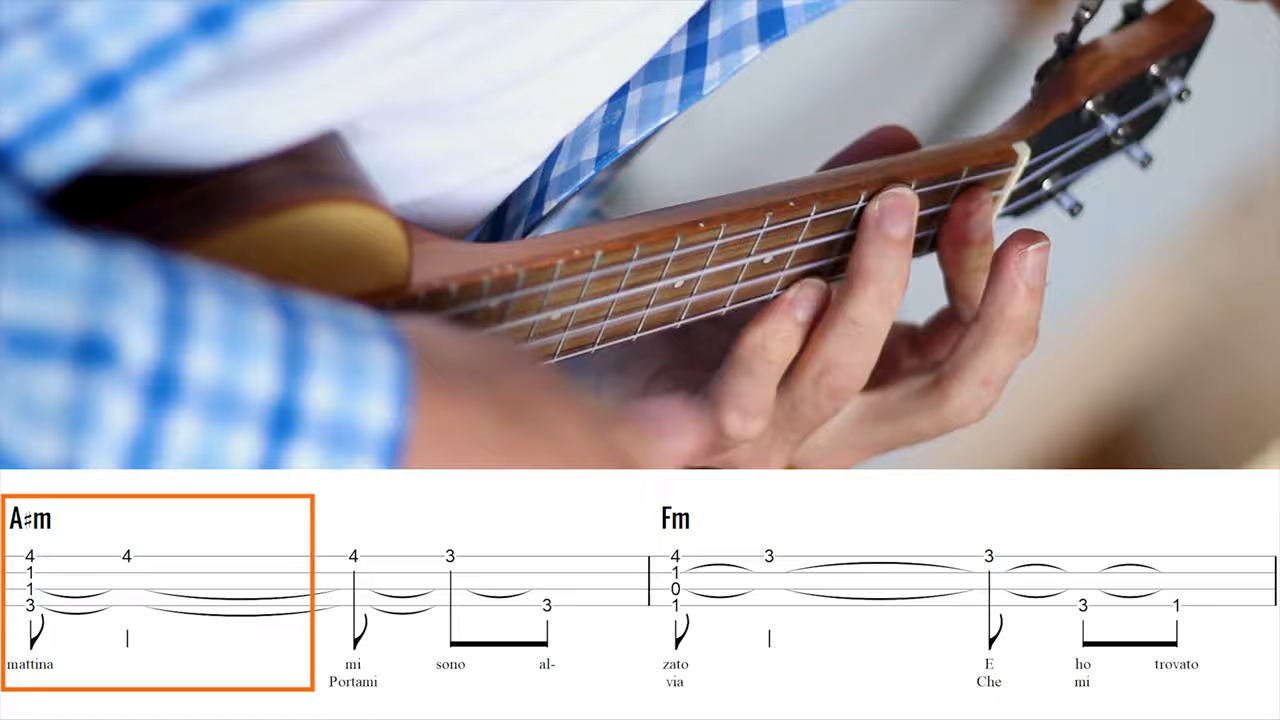 A♯m Fm
4 4 4 3 4 3 3
1 1
1 0
3 3 1 3 1
mattina mi sono al- zato E ho trovato
Portami via Che mi